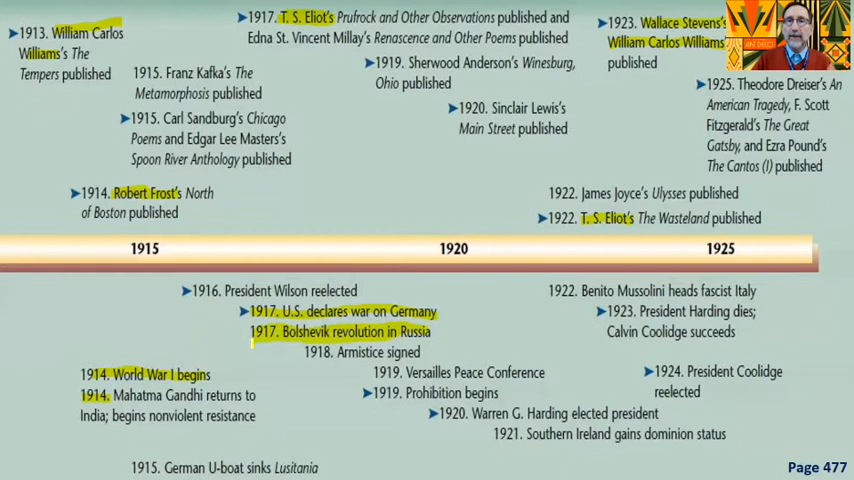 ➤1913. William Carlos
Williams's The
Tempers published
1915. Franz Kafka's The
Metamorphosis published
➤1915. Carl Sandburg's Chicago
Poems and Edgar Lee Masters's
Spoon River Anthology published
➤1914. Robert Frost's North
of Boston published
➤1917. T. S. Eliot's Prufrock and Other Observations published and
Edna St. Vincent Millay's Renascence and Other Poems published
➤1919. Sherwood Anderson's Winesburg,
Ohio published
➤1920. Sinclair Lewis's
Main Street published
➤1923. Wallace Stevens's
William Carlos Williams
published
➤1925. Theodore Dreiser's An
American Tragedy, F. Scott
Fitzgerald's The Great
Gatsby, and Ezra Pound's
The Cantos (I) published
1922. James Joyce's Ulysses published
➤1922. T. S. Eliot's The Wasteland published
1915
1920
1925
➤1916. President Wilson reelected
➤1917. U.S. declares war on Germany
1917. Bolshevik revolution in Russia
1918. Armistice signed
1914. World War I begins
1914. Mahatma Gandhi returns to
India; begins nonviolent resistance
1915. German U-boat sinks Lusitania
1919. Versailles Peace Conference
➤1919. Prohibition begins
➤1920. Warren G. Harding elected president
1921. Southern Ireland gains dominion status
1922. Benito Mussolini heads fascist Italy
➤1923. President Harding dies;
Calvin Coolidge succeeds
➤1924. President Coolidge
reelected
Page 477